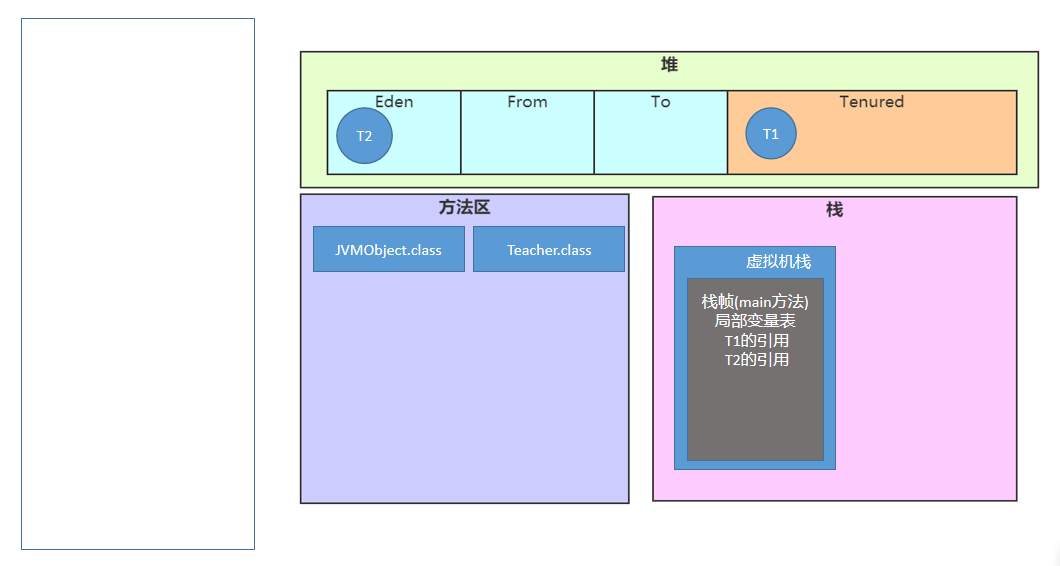 堆
Eden
From
To
Tenured
T2
T1
方法区
JVMObject.class
Teacher.class
栈
虚拟机栈
栈帧(main方法)
局部变量表
T1的引用
T2的引用